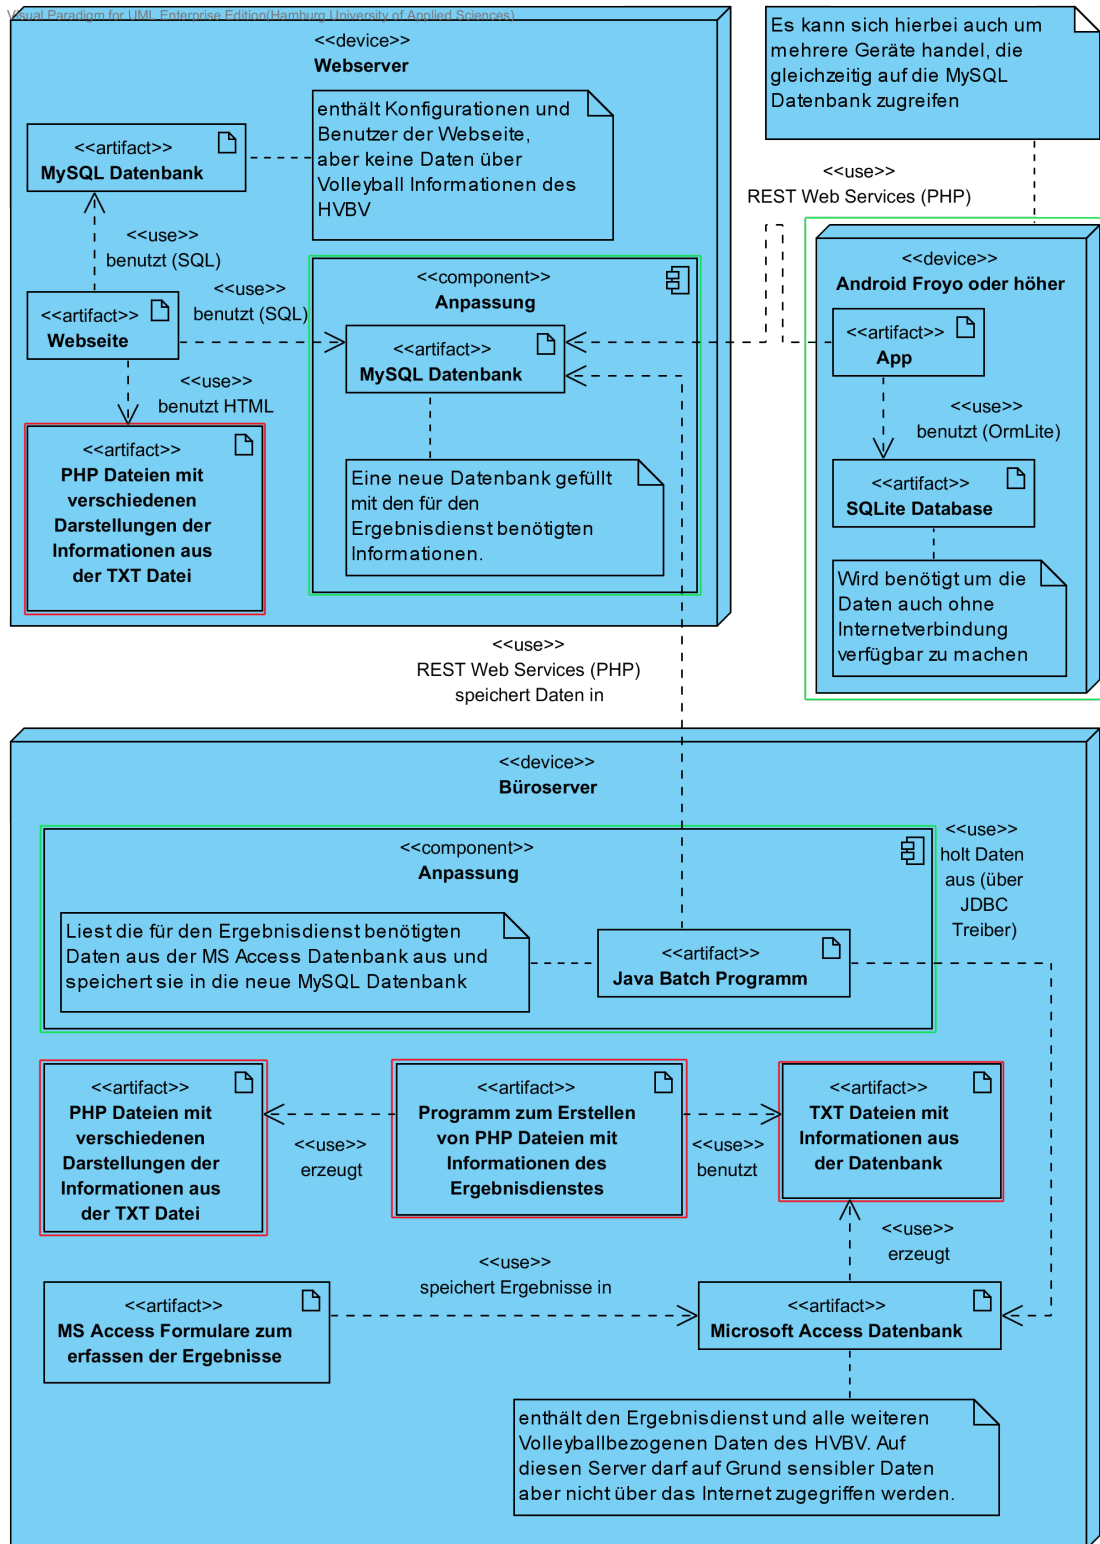 Visual Paradigm for UML Enterprise Edition(Hamburg University of Applied Sciences)
<<device>>
Webserver
<<artifact>>
MySQL Datenbank
enthält Konfigurationen und
Benutzer der Webseite,
aber keine Daten über
Volleyball Informationen des
HVBV
<<use>>
benutzt (SQL)
<<artifact>>
Webseite
<<use>>
benutzt (SQL)
<<use>>
benutzt HTML
<<artifact>>
PHP Dateien mit
verschiedenen
Darstellungen der
Informationen aus
der TXT Datei
<<component>>
Anpassung
<<artifact>>
MySQL Datenbank
Eine neue Datenbank gefüllt
mit den für den
Ergebnisdienst benötigten
Informationen.
Es kann sich hierbei auch um
mehrere Geräte handel, die
gleichzeitig auf die MySQL
Datenbank zugreifen
<<use>>
REST Web Services (PHP)
<<device>>
Android Froyo oder höher
<<artifact>>
App
<<use>>
benutzt (OrmLite)
<<artifact>>
SQLite Database
Wird benötigt um die
Daten auch ohne
Internetverbindung
verfügbar zu machen
<<use>>
REST Web Services (PHP)
speichert Daten in
<<device>>
Büroserver
<<component>>
Anpassung
Liest die für den Ergebnisdienst benötigten
Daten aus der MS Access Datenbank aus und
speichert sie in die neue MySQL Datenbank
<<artifact>>
Java Batch Programm
<<use>>
holt Daten
aus (über
JDBC
Treiber)
<<artifact>>
PHP Dateien mit
verschiedenen
Darstellungen der
Informationen aus
der TXT Datei
<<use>>
erzeugt
<<artifact>>
Programm zum Erstellen
von PHP Dateien mit
Informationen des
Ergebnisdienstes
<<use>>
benutzt
<<artifact>>
TXT Dateien mit
Informationen aus
der Datenbank
<<use>>
erzeugt
<<artifact>>
MS Access Formulare zum
erfassen der Ergebnisse
<<use>>
speichert Ergebnisse in
<<artifact>>
Microsoft Access Datenbank
enthält den Ergebnisdienst und alle weiteren
Volleyballbezogenen Daten des HVBV. Auf
diesen Server darf auf Grund sensibler Daten
aber nicht über das Internet zugegriffen werden.